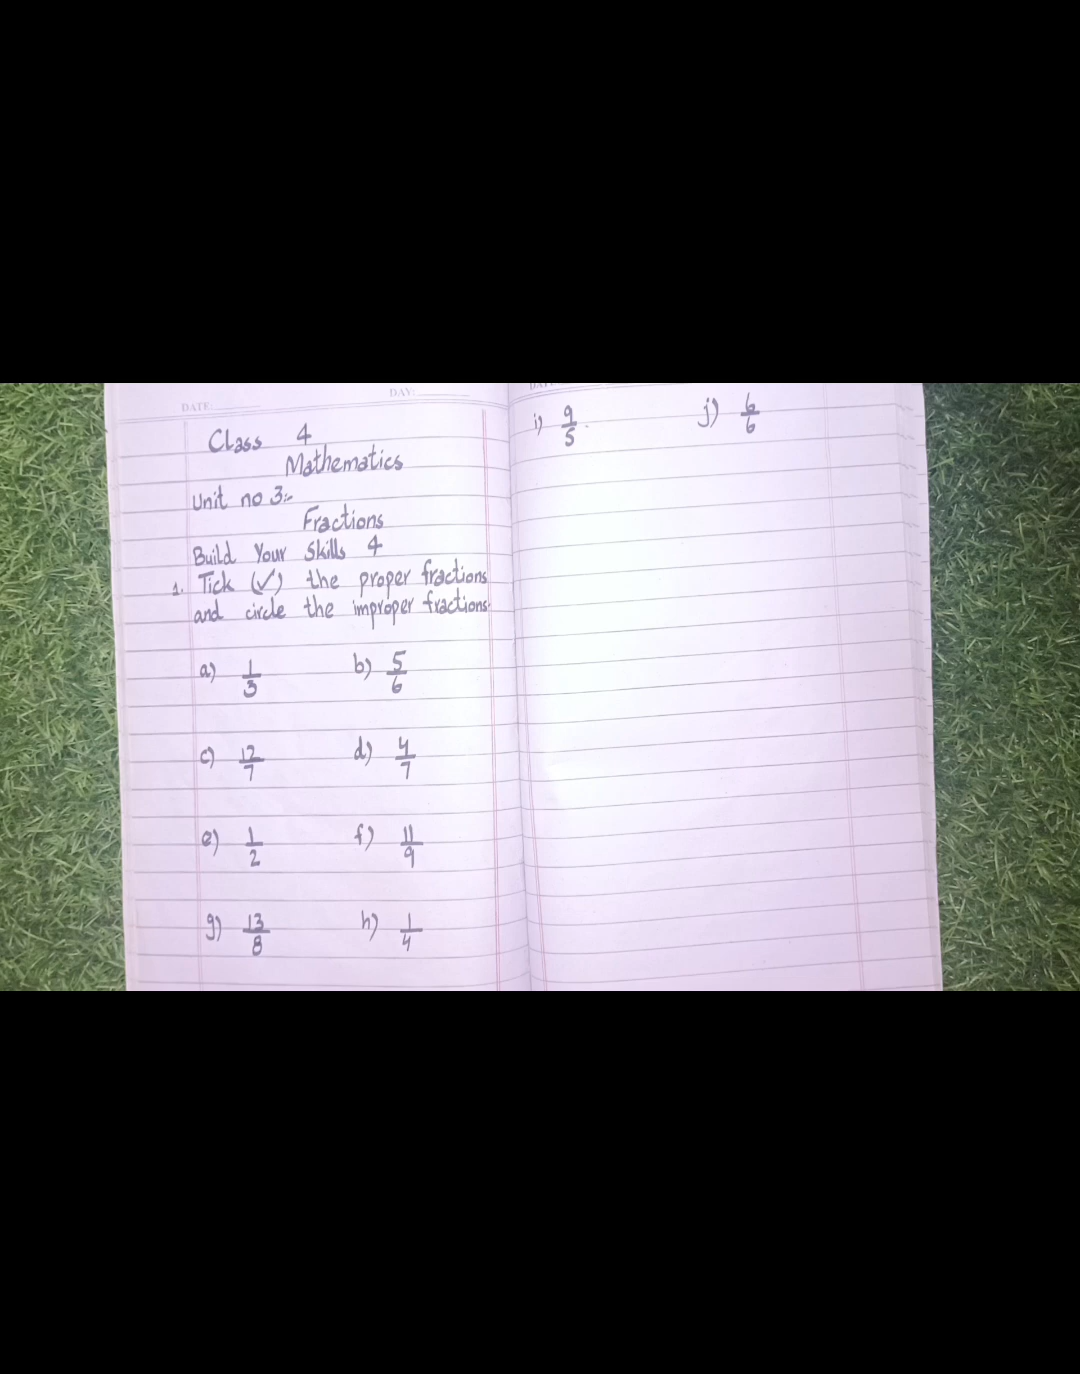 DATE:
DAY:
Class 4
Mathematics
Unit no 3:-
Fractions
Build Your Skills 4
1. Tick (✓) the proper fractions
and circle the improper fractions.
a) 1/3 b) 5/6
c) 12/7 d) 4/7
e) 1/2 f) 11/9
g) 13/8 h) 1/4
i) 9/5 j) 6/6